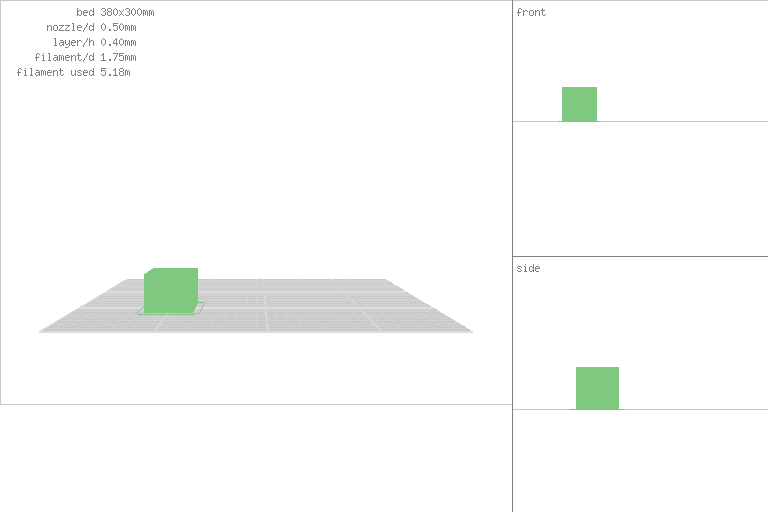 bed 380x300mm
nozzle/d 0.50mm
layer/h 0.40mm
filament/d 1.75mm
filament used 5.18m
front
side